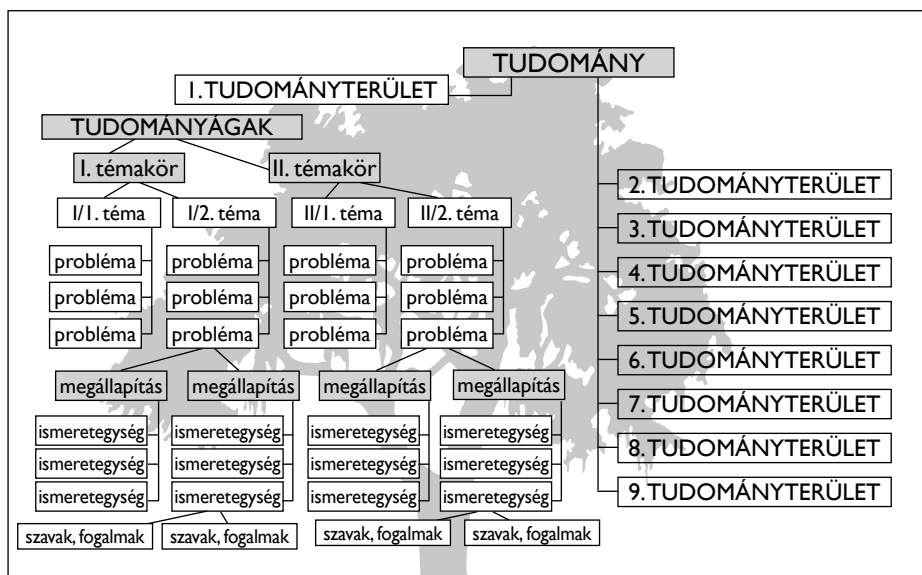 TUDOMÁNY
1. TUDOMÁNYTERÜLET
TUDOMÁNYÁGAK
I. témakör II. témakör
I/1. téma I/2. téma II/1. téma II/2. téma
probléma probléma probléma probléma
probléma probléma probléma probléma
probléma probléma probléma probléma
megállapítás megállapítás megállapítás megállapítás
ismeretegység ismeretegység ismeretegység ismeretegység
ismeretegység ismeretegység ismeretegység ismeretegység
ismeretegység ismeretegység ismeretegység ismeretegység
szavak, fogalmak szavak, fogalmak szavak, fogalmak szavak, fogalmak
2. TUDOMÁNYTERÜLET
3. TUDOMÁNYTERÜLET
4. TUDOMÁNYTERÜLET
5. TUDOMÁNYTERÜLET
6. TUDOMÁNYTERÜLET
7. TUDOMÁNYTERÜLET
8. TUDOMÁNYTERÜLET
9. TUDOMÁNYTERÜLET